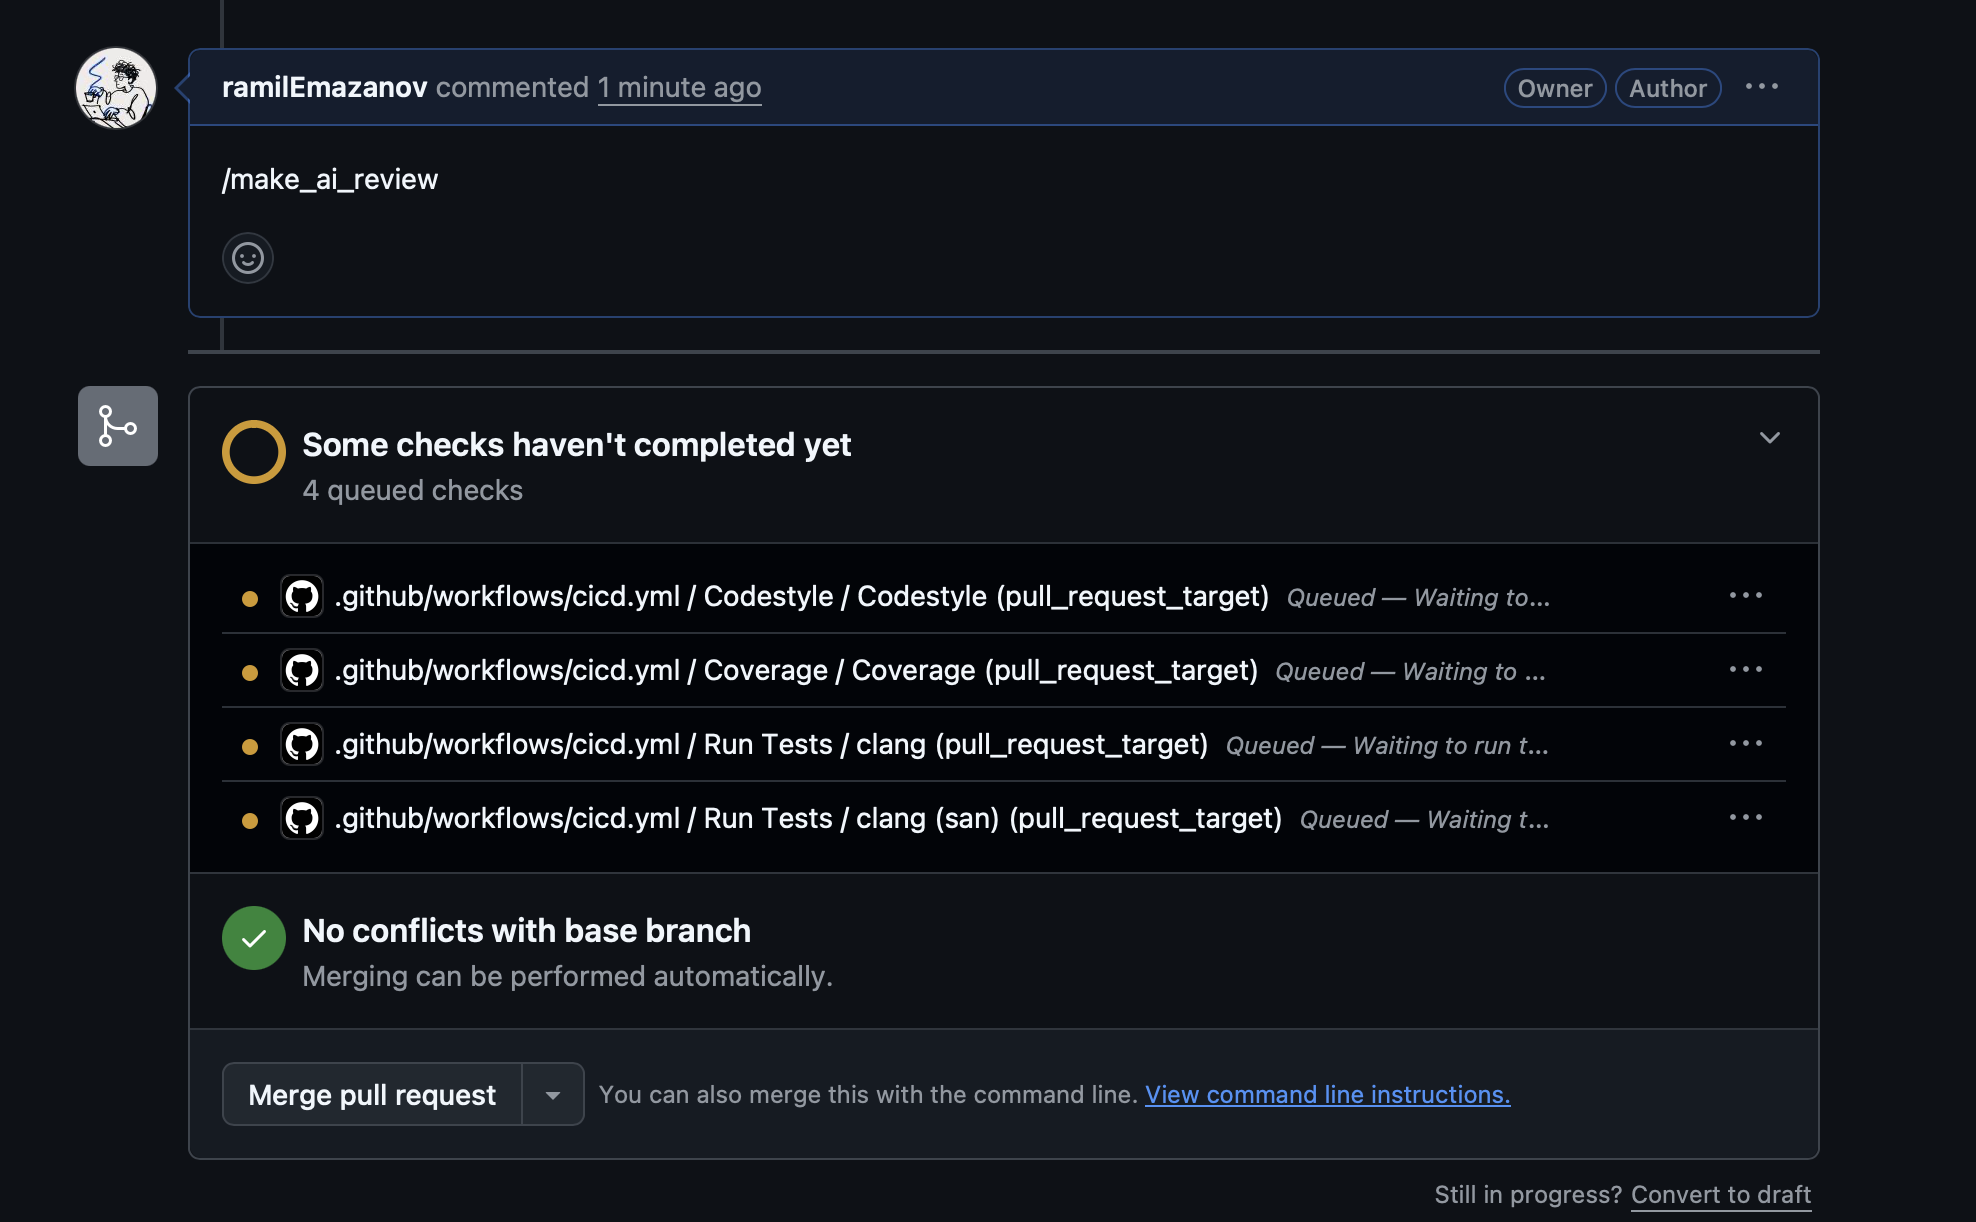 ramilEmazanov commented 1 minute ago Owner Author
/make_ai_review
Some checks haven't completed yet
4 queued checks
.github/workflows/cicd.yml / Codestyle / Codestyle (pull_request_target) Queued — Waiting to...
.github/workflows/cicd.yml / Coverage / Coverage (pull_request_target) Queued — Waiting to ...
.github/workflows/cicd.yml / Run Tests / clang (pull_request_target) Queued — Waiting to run t...
.github/workflows/cicd.yml / Run Tests / clang (san) (pull_request_target) Queued — Waiting t...
No conflicts with base branch
Merging can be performed automatically.
Merge pull request You can also merge this with the command line. View command line instructions.
Still in progress? Convert to draft